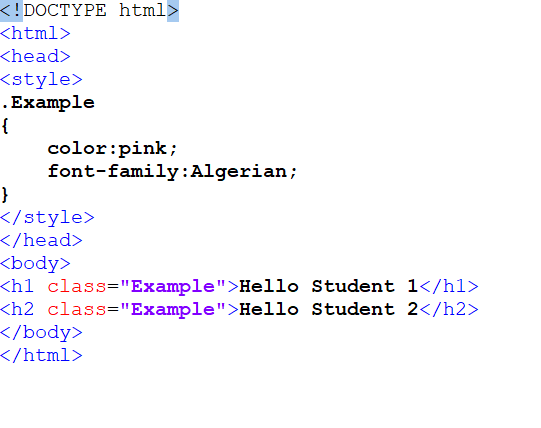 <!DOCTYPE html>
<html>
<head>
<style>
.Example
{
    color:pink;
    font-family:Algerian;
}
</style>
</head>
<body>
<h1 class="Example">Hello Student 1</h1>
<h2 class="Example">Hello Student 2</h2>
</body>
</html>